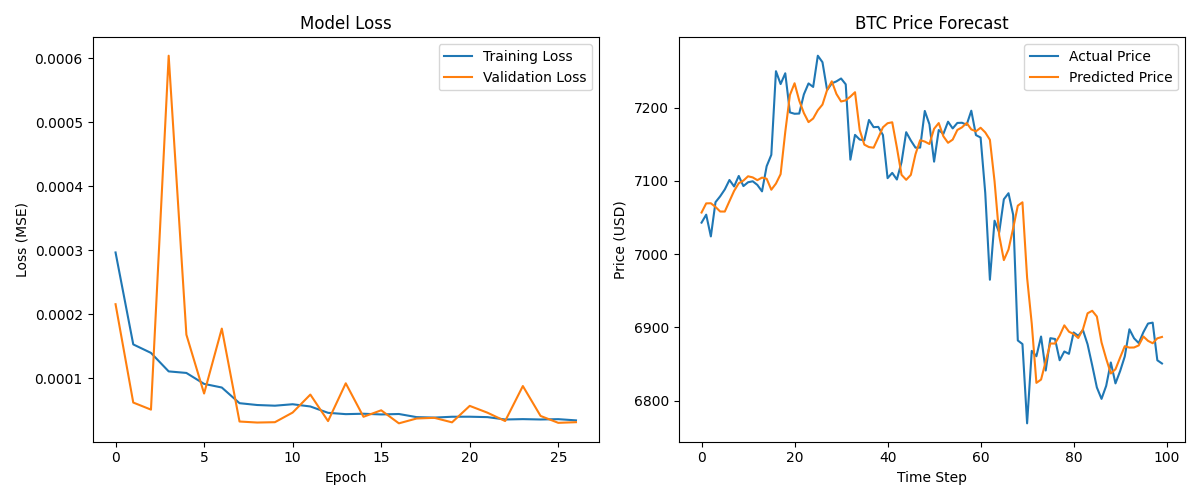 Model Loss
Loss (MSE)
0.0006
0.0005
0.0004
0.0003
0.0002
0.0001
Training Loss
Validation Loss
0 5 10 15 20 25
Epoch
BTC Price Forecast
Price (USD)
7200
7100
7000
6900
6800
Actual Price
Predicted Price
0 20 40 60 80 100
Time Step